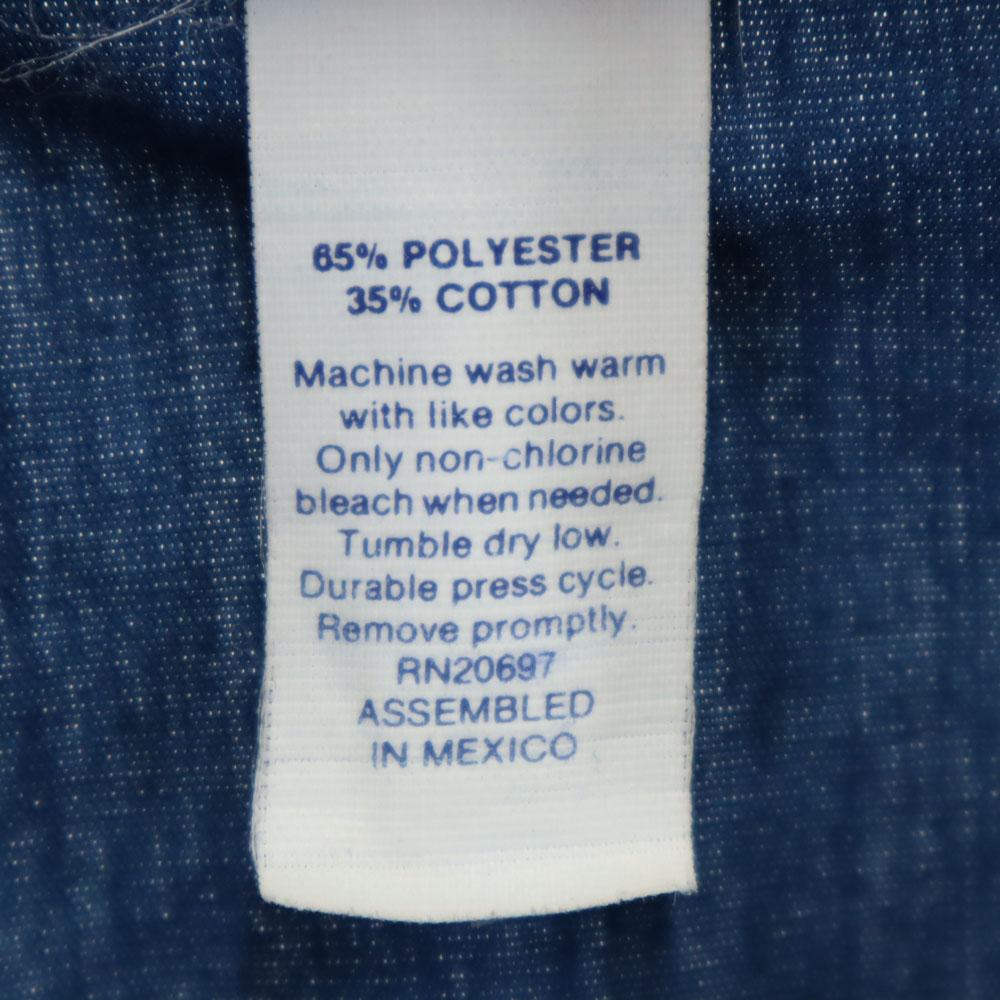 65% POLYESTER
35% COTTON
Machine wash warm
with like colors.
Only non-chlorine
bleach when needed.
Tumble dry low.
Durable press cycle.
Remove promptly.
RN20697
ASSEMBLED
IN MEXICO